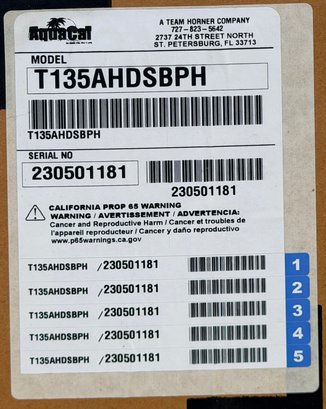 AquaCal
A TEAM HORNER COMPANY
727-823-5642
2737 24TH STREET NORTH
ST. PETERSBURG, FL 33713
MODEL
T135AHDSBPH
T135AHDSBPH
SERIAL NO
230501181
230501181
CALIFORNIA PROP 65 WARNING
WARNING / AVERTISSEMENT / ADVERTENCIA:
Cancer and Reproductive Harm / Cancer et troubles de
l'appareil reproducteur / Cancer y daño reproductivo
www.p65warnings.ca.gov
T135AHDSBPH /230501181 1
T135AHDSBPH /230501181 2
T135AHDSBPH /230501181 3
T135AHDSBPH /230501181 4
T135AHDSBPH /230501181 5